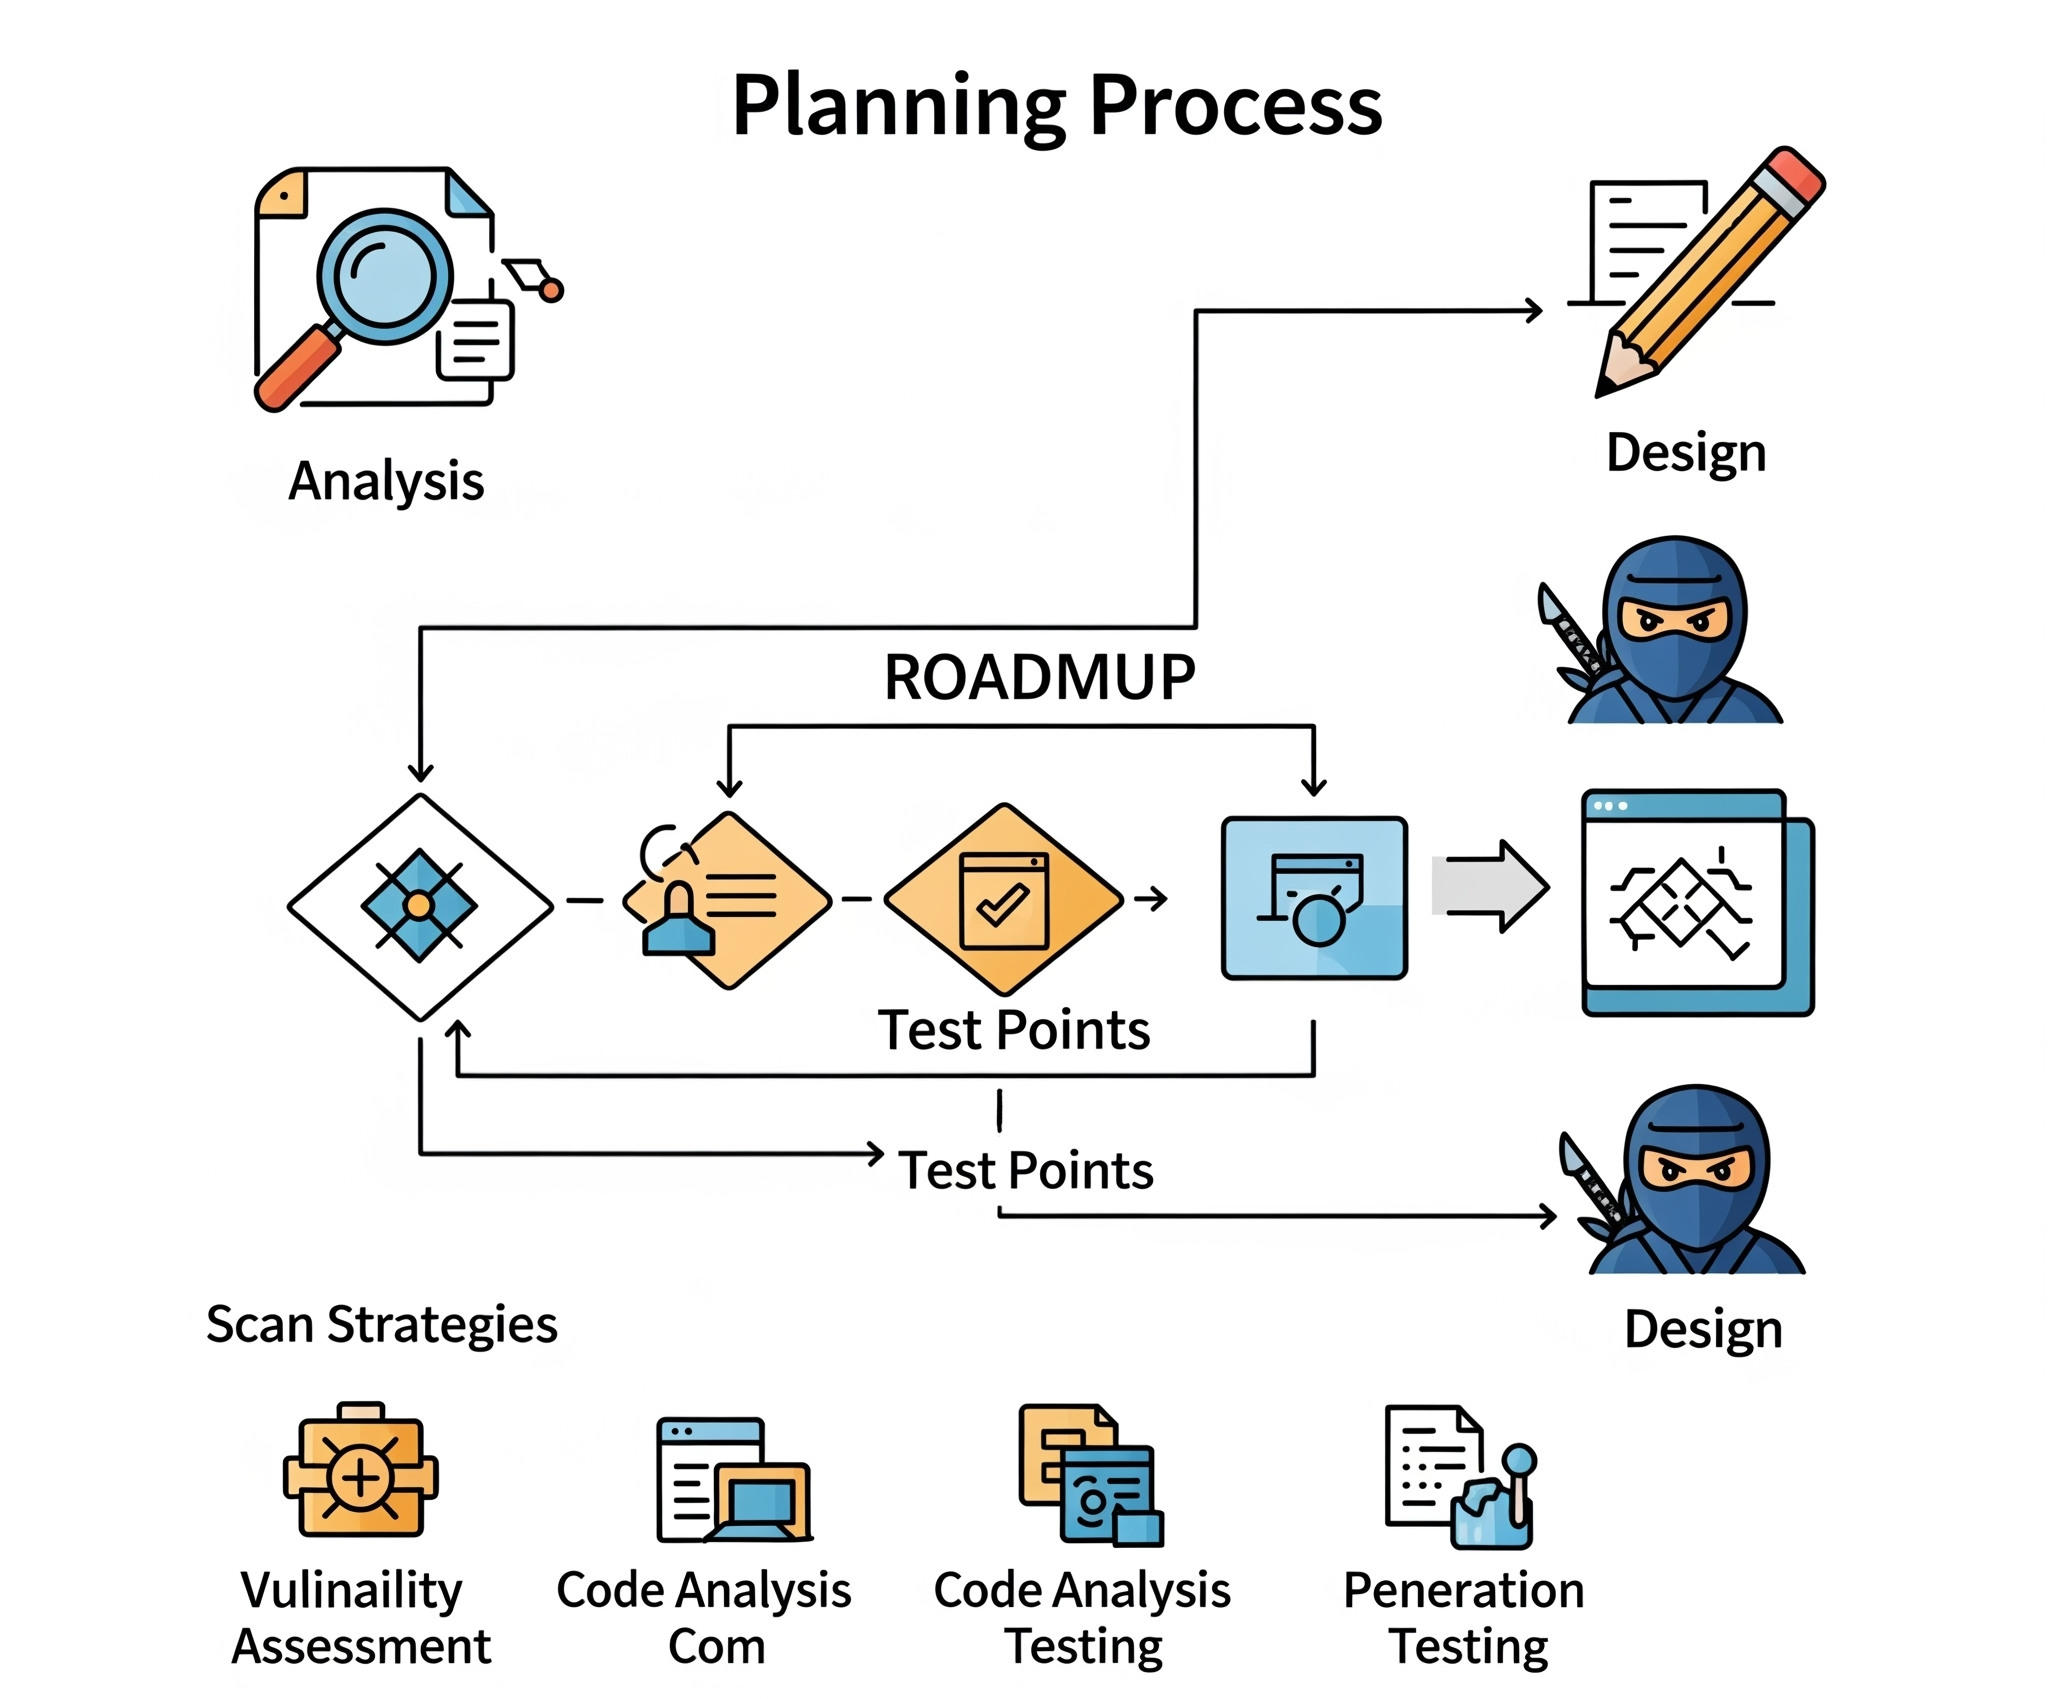 Planning Process
Analysis
Design
ROADMUP
Test Points
Test Points
Scan Strategies
Design
Vulinaility
Assessment
Code Analysis
Com
Code Analysis
Testing
Peneration
Testing